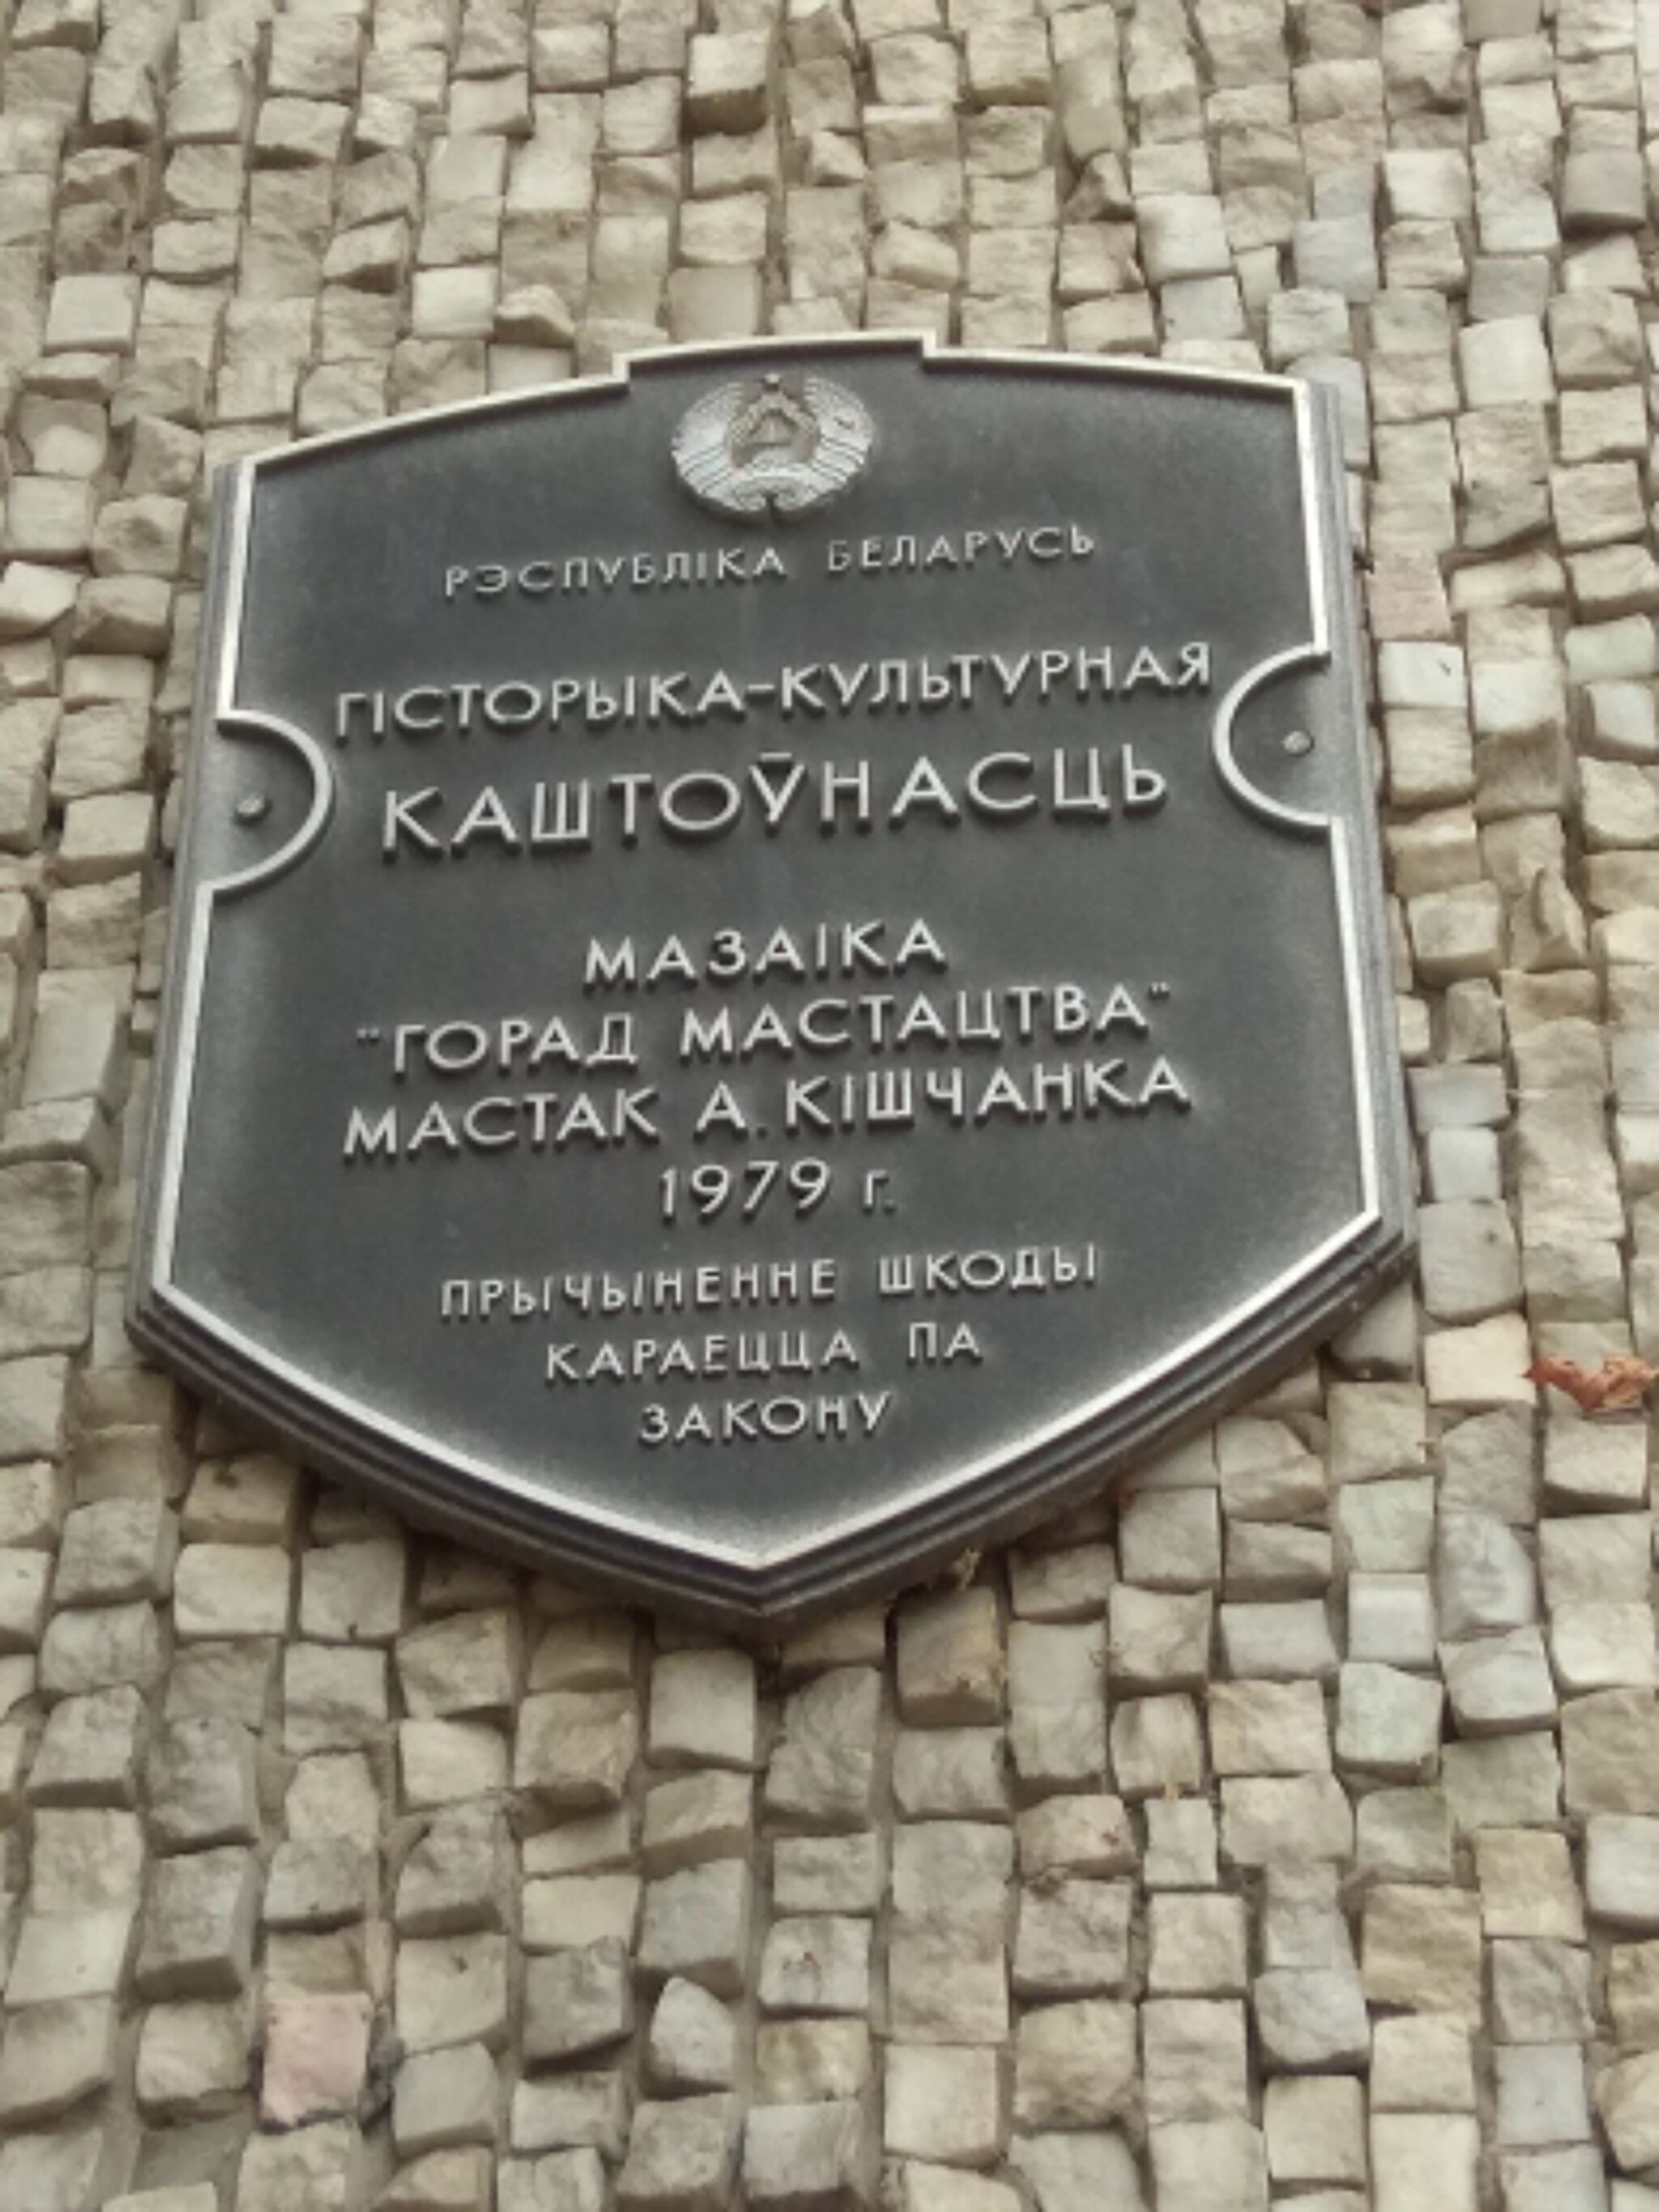 РЭСПУБЛІКА БЕЛАРУСЬ
ГІСТОРЫКА-КУЛЬТУРНАЯ
КАШТОЎНАСЦЬ
МАЗАІКА
"ГОРАД МАСТАЦТВА"
МАСТАК А. КІШЧАНКА
1979 г.
ПРЫЧЫНЕННЕ ШКОДЫ
КАРАЕЦЦА ПА
ЗАКОНУ